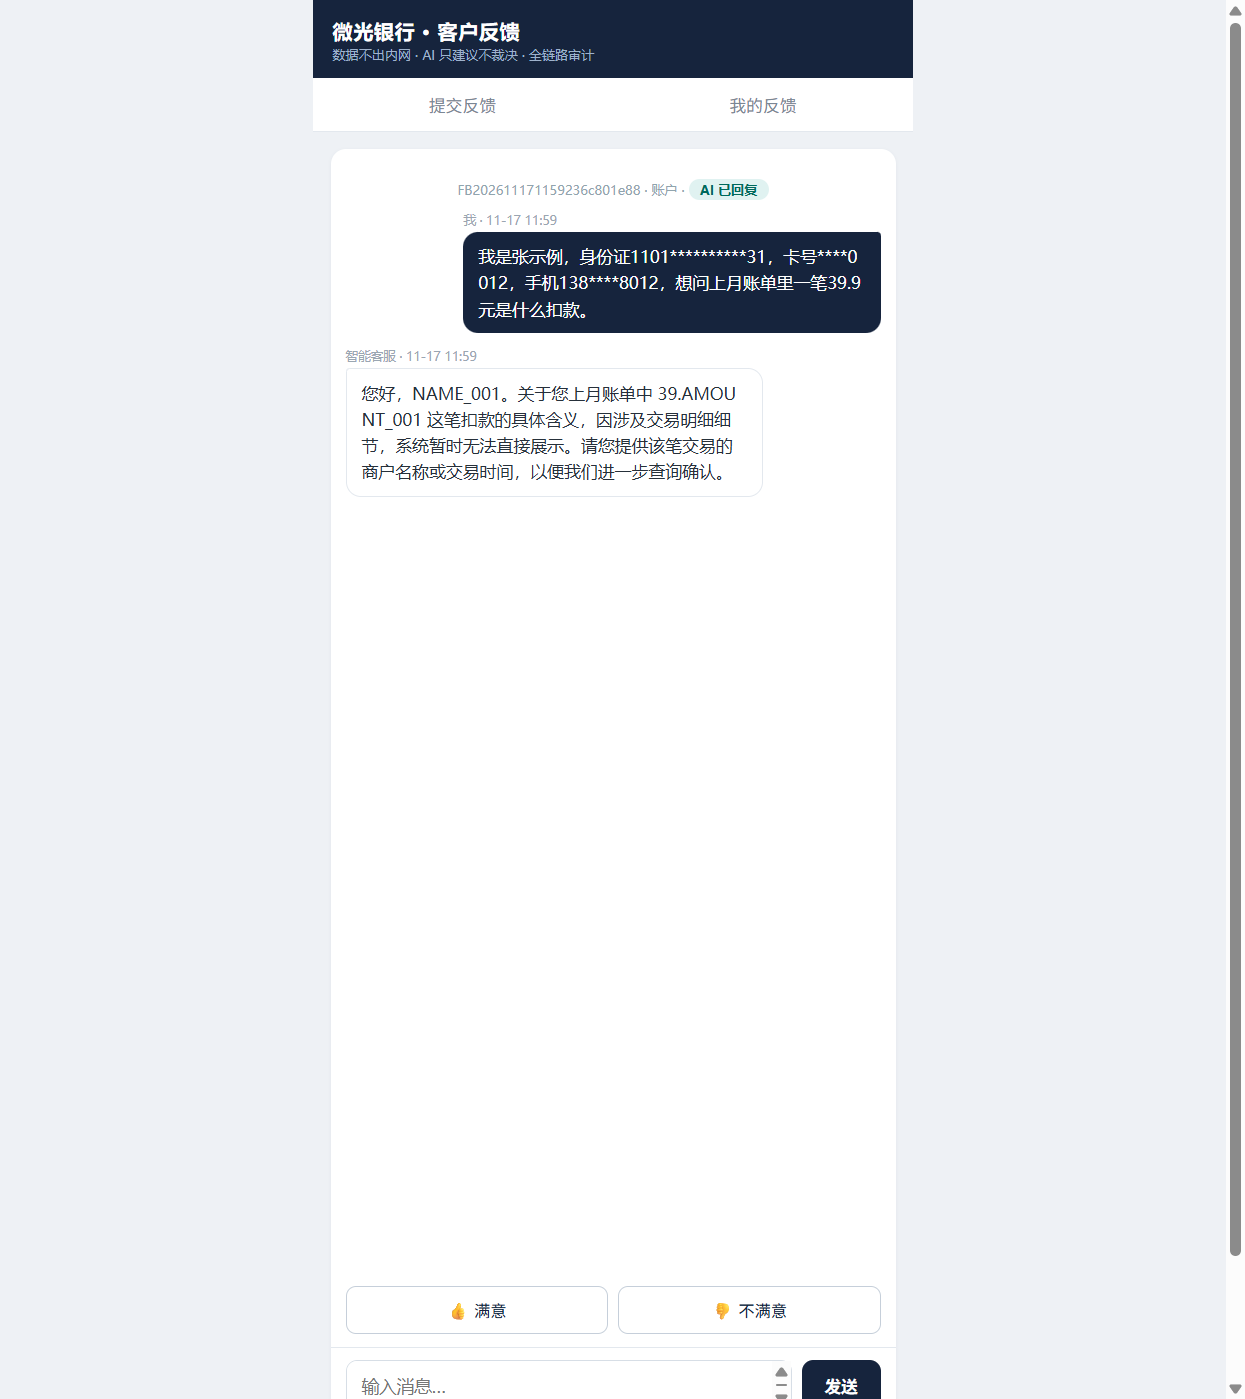 微光银行 · 客户反馈
数据不出内网 · AI 只建议不裁决 · 全链路审计
提交反馈
我的反馈
FB202611171159236c801e88 · 账户 · AI 已回复
我 · 11-17 11:59
我是张示例，身份证1101**********31，卡号****0
012，手机138****8012，想问上月账单里一笔39.9
元是什么扣款。
智能客服 · 11-17 11:59
您好，NAME_001。关于您上月账单中 39.AMOU
NT_001 这笔扣款的具体含义，因涉及交易明细细
节，系统暂时无法直接展示。请您提供该笔交易的
商户名称或交易时间，以便我们进一步查询确认。
👍 满意
👎 不满意
输入消息...
发送